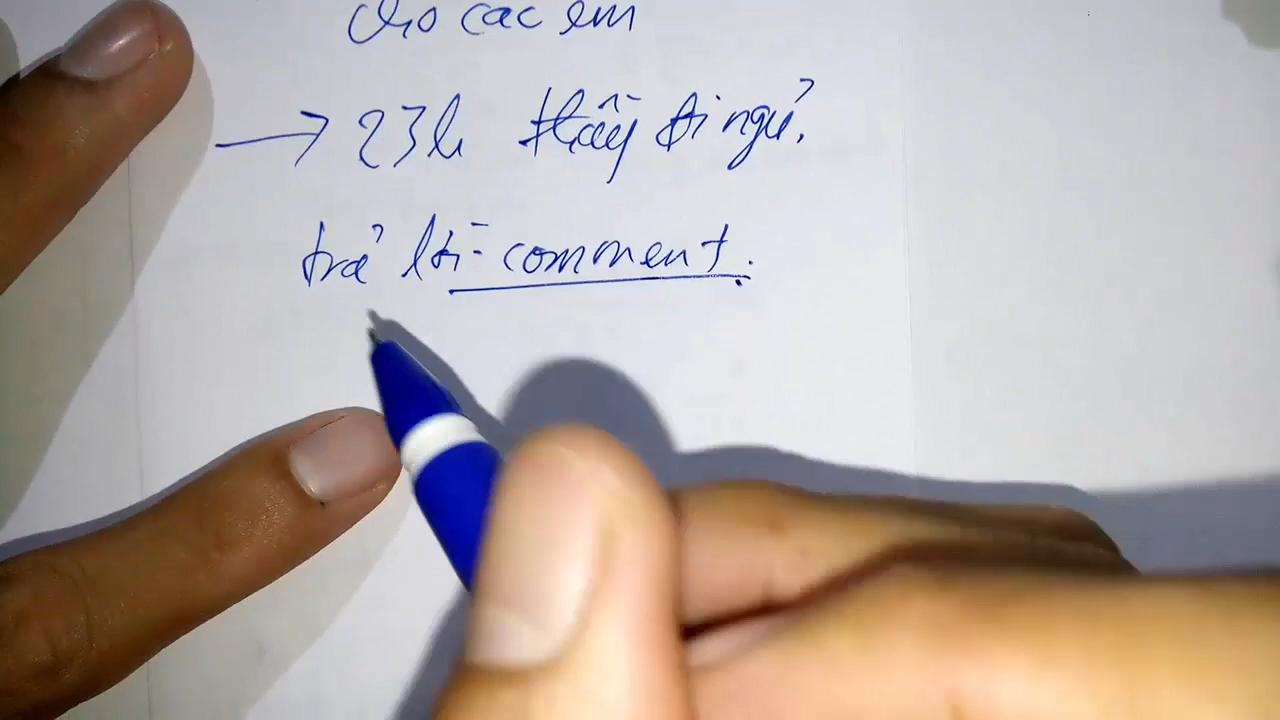 cho các em
→ 23h thầy đi ngủ.
trả lời comment.